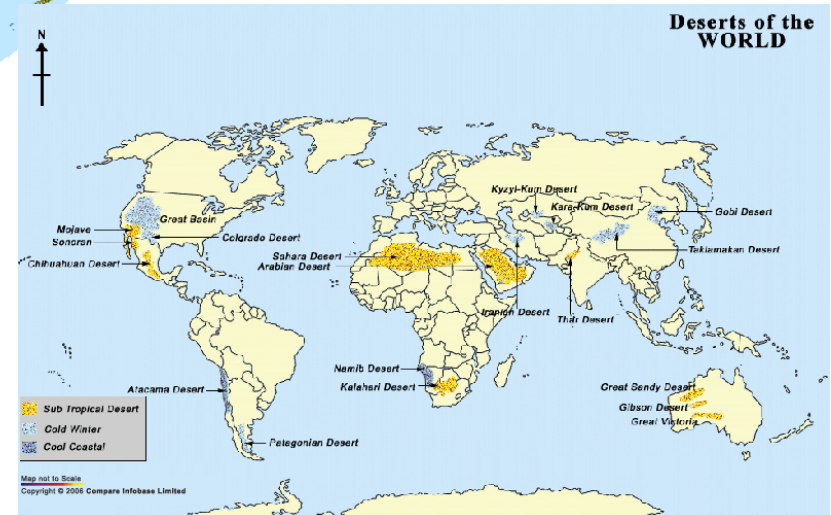 Deserts of the
WORLD
N
Kyzyl-Kum Desert
Kara-Kum Desert
Gobi Desert
Great Basin
Mojave
Sonoran
Colorado Desert
Taklamakan Desert
Chihuahuan Desert
Sahara Desert
Arabian Desert
Iranian Desert
Thar Desert
Namib Desert
Kalahari Desert
Atacama Desert
Great Sandy Desert
Gibson Desert
Great Victoria
Patagonian Desert
Sub Tropical Desert
Cold Winter
Cool Coastal
Map not to Scale
Copyright © 2006 Compare Infobase Limited